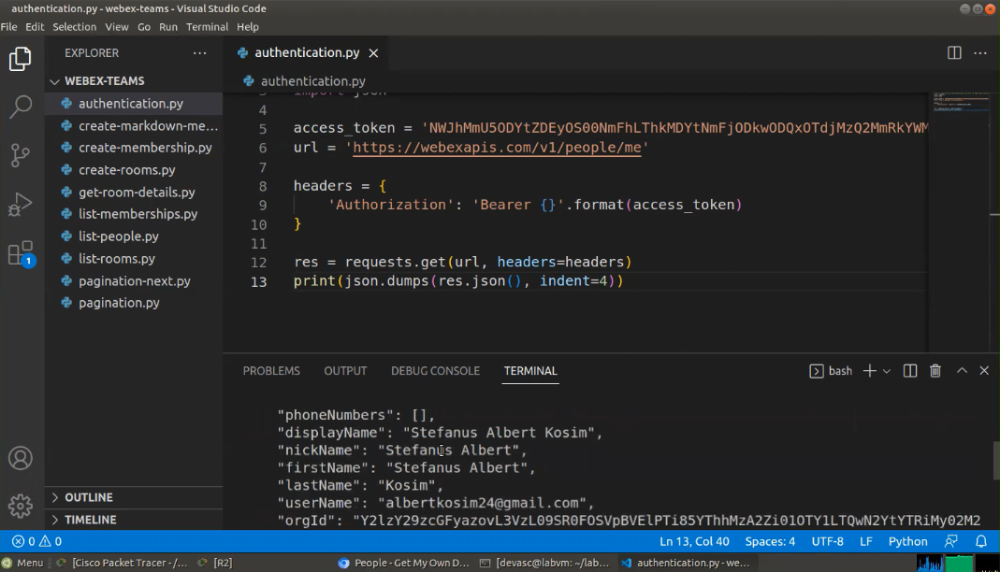 authentication.py - webex-teams - Visual Studio Code
File Edit Selection View Go Run Terminal Help
EXPLORER
authentication.py
WEBEX-TEAMS
authentication.py
authentication.py
create-markdown-me...
create-membership.py
create-rooms.py
get-room-details.py
list-memberships.py
list-people.py
list-rooms.py
pagination-next.py
pagination.py
OUTLINE
TIMELINE
1
3 import json
4
5 access_token = 'NWJhMmU5ODYtZDEyOS00NmFhLThkMDYtNmFjODkwODQxOTdjMzQ2MmRkYWM
6 url = 'https://webexapis.com/v1/people/me'
7
8 headers = {
9 'Authorization': 'Bearer {}'.format(access_token)
10 }
11
12 res = requests.get(url, headers=headers)
13 print(json.dumps(res.json(), indent=4))
PROBLEMS OUTPUT DEBUG CONSOLE TERMINAL bash
"phoneNumbers": [],
"displayName": "Stefanus Albert Kosim",
"nickName": "Stefanus Albert",
"firstName": "Stefanus Albert",
"lastName": "Kosim",
"userName": "albertkosim24@gmail.com",
"orgId": "Y2lzY29zcGFyazovL3VzL09SR0FOSVpBVElPTi85YThhMzA2Zi01OTY1LTQwN2YtYTRiMy02M2
0 0 Ln 13, Col 40 Spaces: 4 UTF-8 LF Python
Menu [Cisco Packet Tracer - /... [R2] People - Get My Own D... devasc@labvm: ~/lab... authentication.py - we...